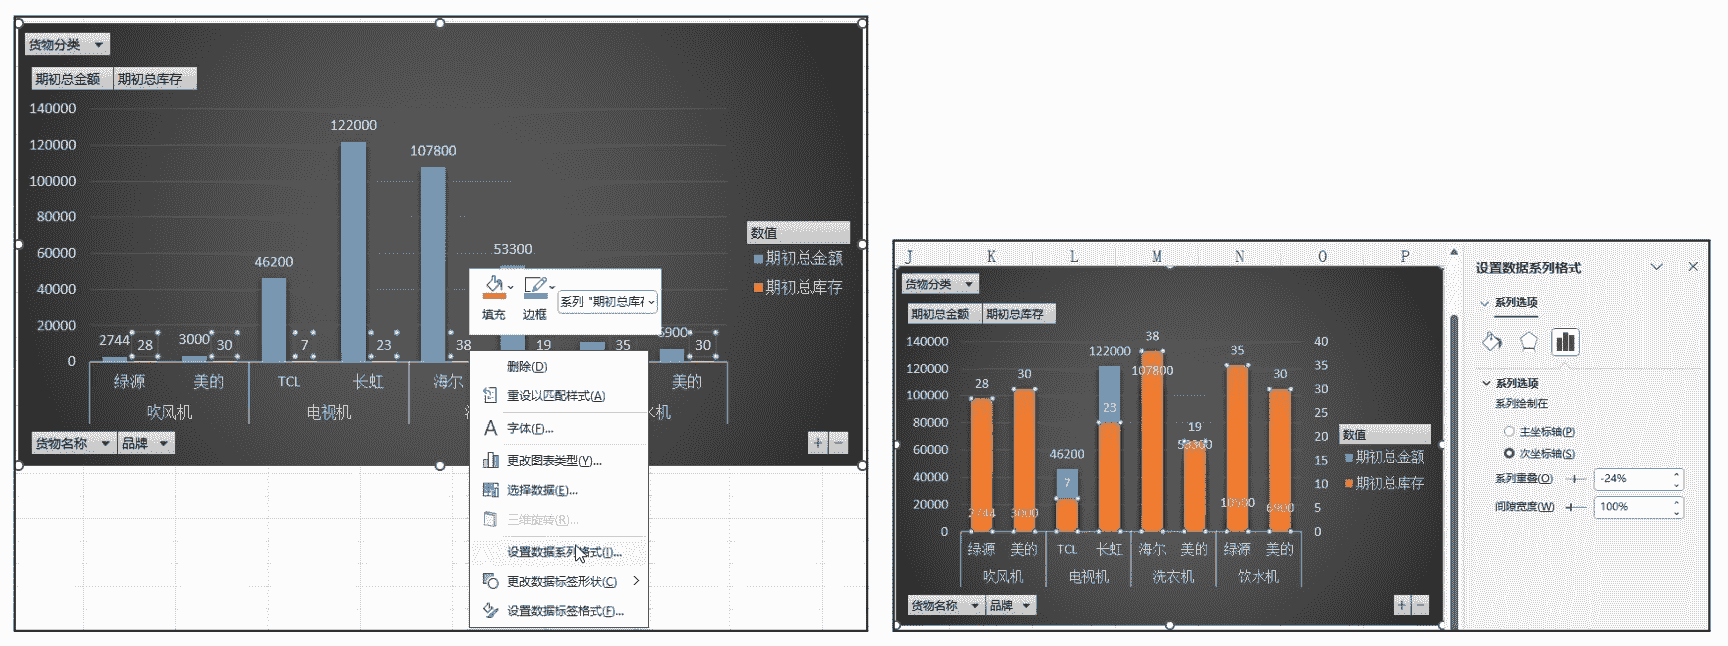 货物分类
期初总金额 期初总库存
140000
120000
100000
80000
60000
40000
20000
0
122000
107800
46200
53300
2744 28 3000 30 7 23 38 19 35 6900 30
绿源 美的 TCL 长虹 海尔 美的
吹风机 电视机 水机
货物名称 品牌
+ −
数值
期初总金额
期初总库存
填充 边框 系列 "期初总库存
删除(D)
重设以匹配样式(A)
字体(F)...
更改图表类型(Y)...
选择数据(E)...
三维旋转(R)...
设置数据系列格式(I)...
更改数据标签形状(C)
设置数据标签格式(F)...
J K L M N O P
货物分类
期初总金额 期初总库存
140000
120000
100000
80000
60000
40000
20000
0
28 30 46200 7 122000 23 38 107800 19 53300 35 30
2744 3000 10500 6900
40
35
30
25
20
15
10
5
0
绿源 美的 TCL 长虹 海尔 美的 绿源 美的
吹风机 电视机 洗衣机 饮水机
货物名称 品牌
+ −
数值
期初总金额
期初总库存
设置数据系列格式
系列选项
系列选项
系列绘制在
主坐标轴(P)
次坐标轴(S)
系列重叠(O) -24%
间隙宽度(W) 100%